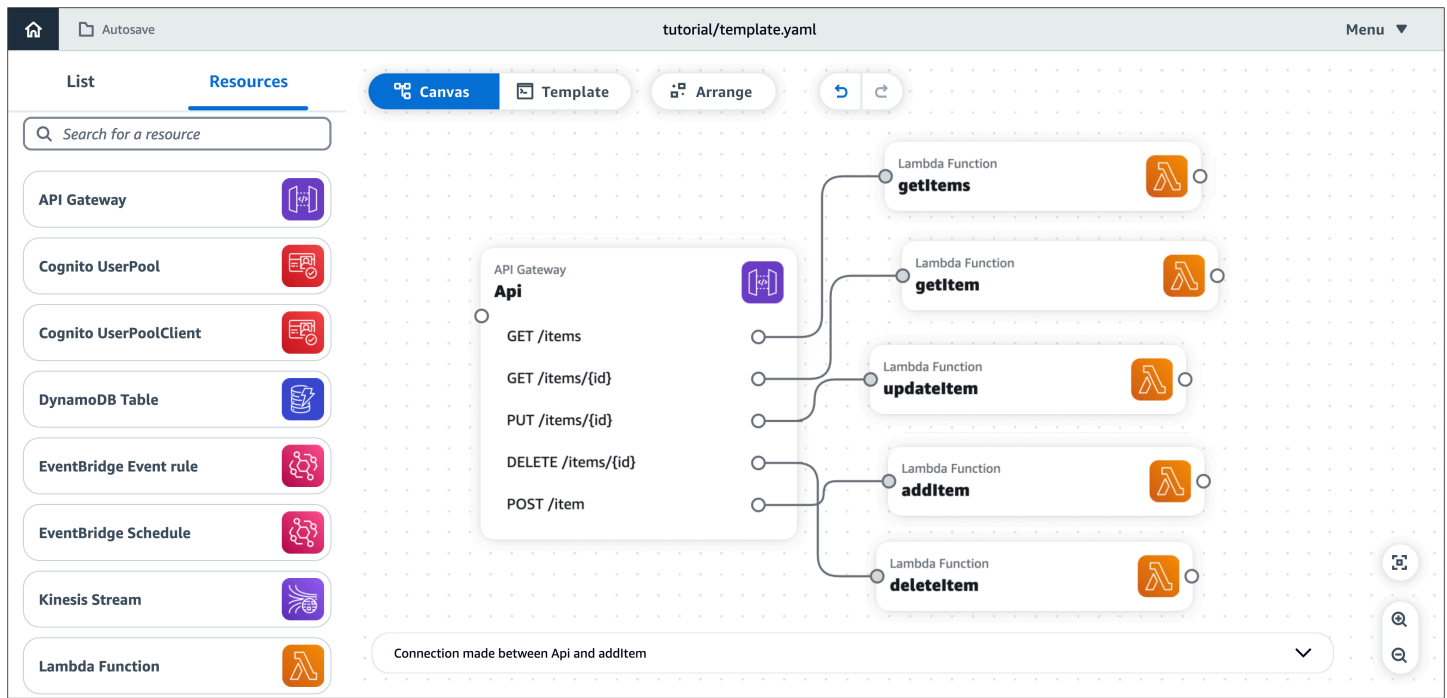 Autosave
tutorial/template.yaml
Menu
List
Resources
Canvas
Template
Arrange
Search for a resource
API Gateway
Cognito UserPool
Cognito UserPoolClient
DynamoDB Table
EventBridge Event rule
EventBridge Schedule
Kinesis Stream
Lambda Function
API Gateway
Api
GET /items
GET /items/{id}
PUT /items/{id}
DELETE /items/{id}
POST /item
Lambda Function
getItems
Lambda Function
getItem
Lambda Function
updateItem
Lambda Function
addItem
Lambda Function
deleteItem
Connection made between Api and addItem